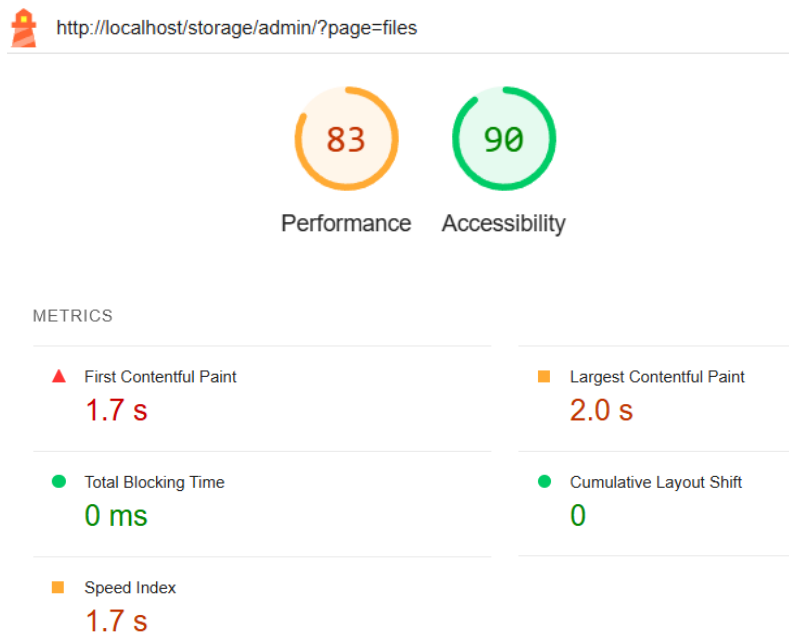 http://localhost/storage/admin/?page=files
83 90
Performance Accessibility
METRICS
First Contentful Paint
1.7 s
Largest Contentful Paint
2.0 s
Total Blocking Time
0 ms
Cumulative Layout Shift
0
Speed Index
1.7 s